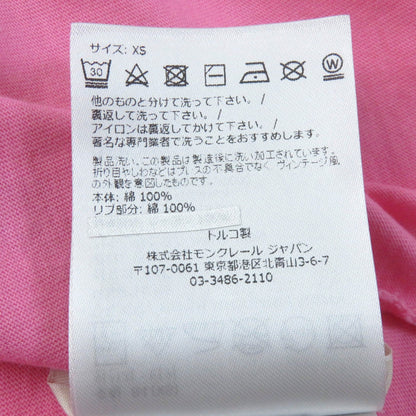 サイズ: XS
30
W
他のものと分けて洗って下さい。/
裏返して洗って下さい。/
アイロンは裏返してかけて下さい。/
著名な専門業者で洗うことをおすすめします。
製品洗い、この製品は製造後に洗い加工されています。
折り目やしわなどはプレスの不具合でなく、ヴィンテージ風
の外観を意図したものです。
本体: 綿 100%
リブ部分: 綿 100%
トルコ製
株式会社モンクレール ジャパン
〒107-0061 東京都港区北青山3-6-7
03-3486-2110